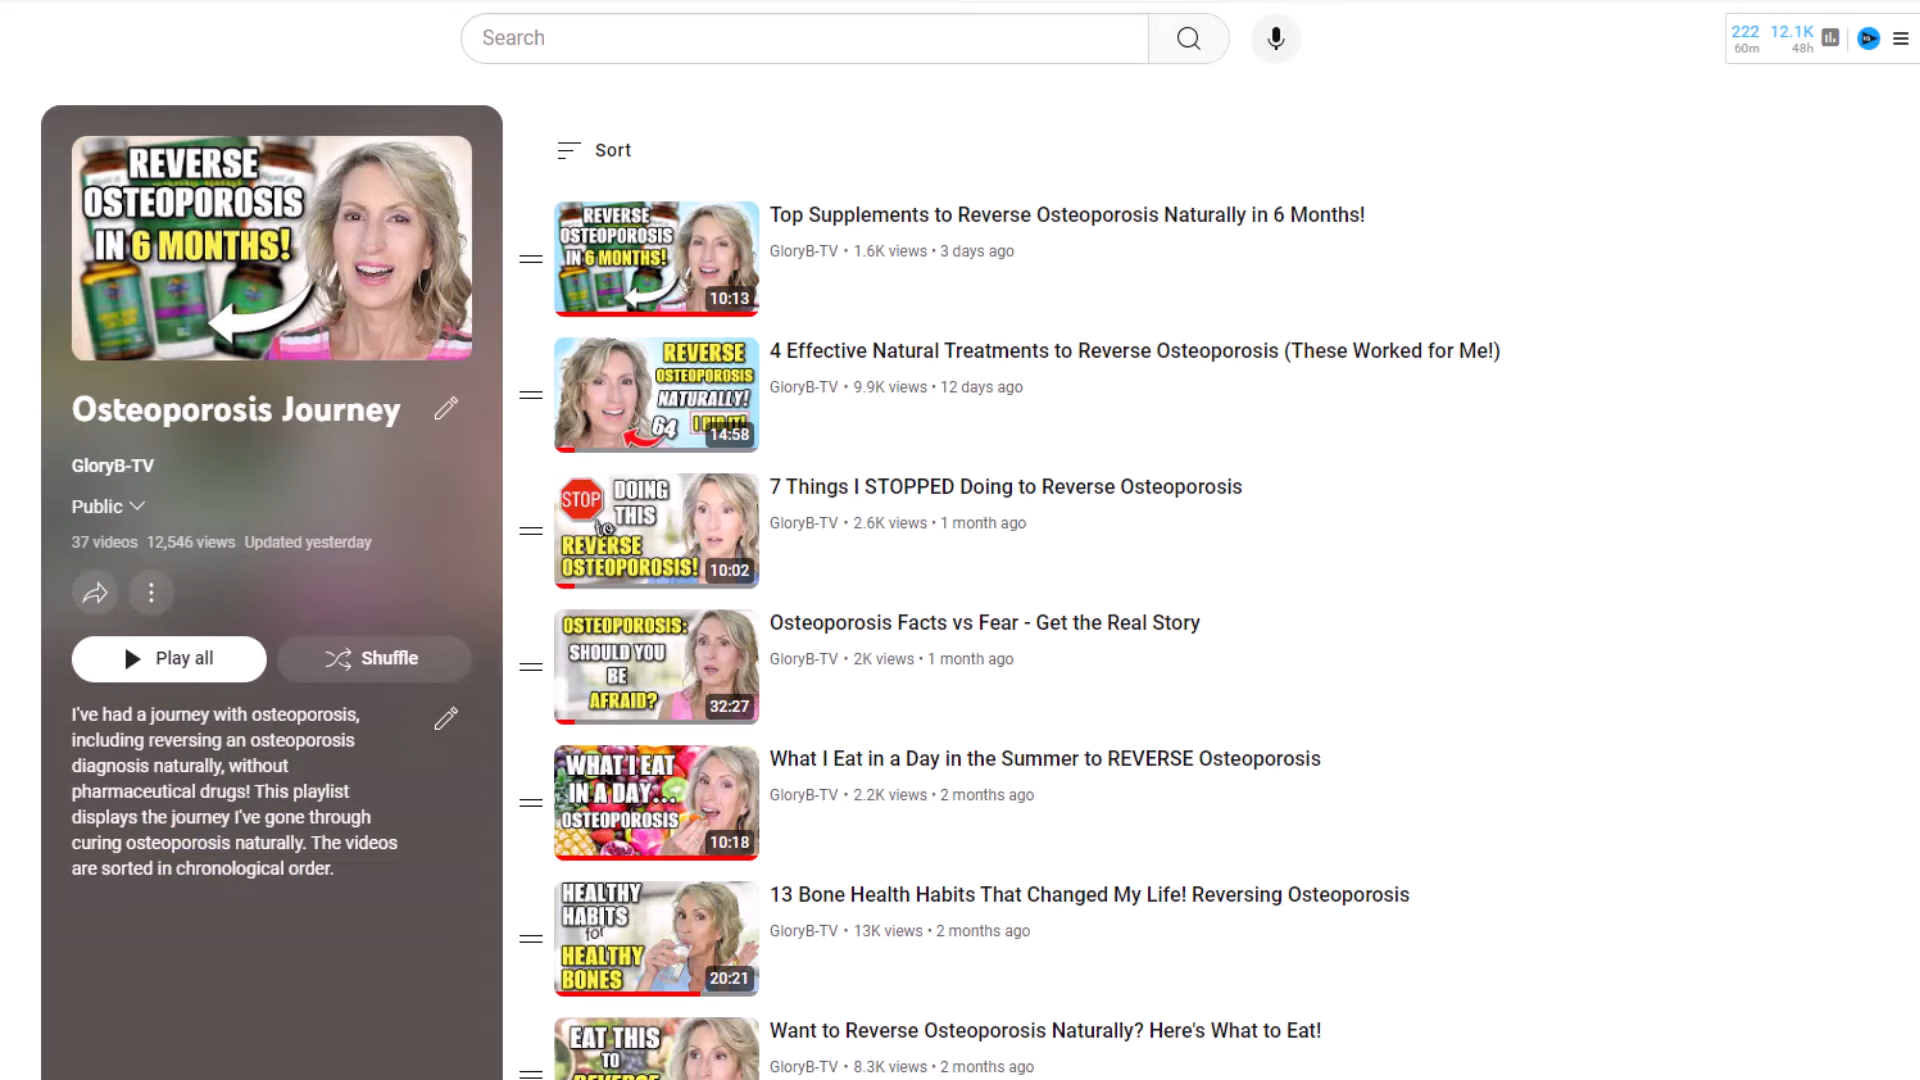 Search
222 12.1K
60m 48h
REVERSE
OSTEOPOROSIS
IN 6 MONTHS!
Osteoporosis Journey
GloryB-TV
Public
37 videos 12,546 views Updated yesterday
Play all
Shuffle
I've had a journey with osteoporosis,
including reversing an osteoporosis
diagnosis naturally, without
pharmaceutical drugs! This playlist
displays the journey I've gone through
curing osteoporosis naturally. The videos
are sorted in chronological order.
Sort
REVERSE
OSTEOPOROSIS
IN 6 MONTHS!
10:13
Top Supplements to Reverse Osteoporosis Naturally in 6 Months!
GloryB-TV • 1.6K views • 3 days ago
REVERSE
OSTEOPOROSIS
NATURALLY!
64 I DID IT!
14:58
4 Effective Natural Treatments to Reverse Osteoporosis (These Worked for Me!)
GloryB-TV • 9.9K views • 12 days ago
STOP DOING
THIS
to
REVERSE
OSTEOPOROSIS!
10:02
7 Things I STOPPED Doing to Reverse Osteoporosis
GloryB-TV • 2.6K views • 1 month ago
OSTEOPOROSIS:
SHOULD YOU
BE
AFRAID?
32:27
Osteoporosis Facts vs Fear - Get the Real Story
GloryB-TV • 2K views • 1 month ago
WHAT I EAT
IN A DAY...
OSTEOPOROSIS
10:18
What I Eat in a Day in the Summer to REVERSE Osteoporosis
GloryB-TV • 2.2K views • 2 months ago
HEALTHY
HABITS
for
HEALTHY
BONES
20:21
13 Bone Health Habits That Changed My Life! Reversing Osteoporosis
GloryB-TV • 13K views • 2 months ago
EAT THIS
TO
REVERSE
Want to Reverse Osteoporosis Naturally? Here's What to Eat!
GloryB-TV • 8.3K views • 2 months ago